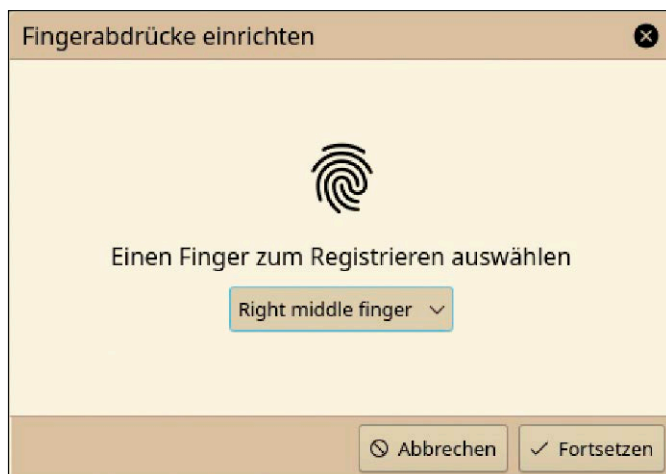 Fingerabdrücke einrichten
Einen Finger zum Registrieren auswählen
Right middle finger
Abbrechen
Fortsetzen